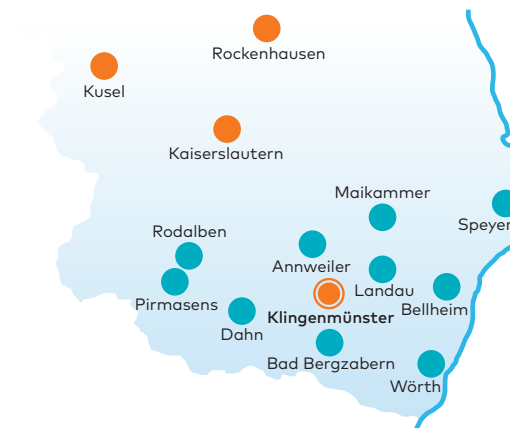 Rockenhausen
Kusel
Kaiserslautern
Maikammer
Speyer
Rodalben
Annweiler
Landau
Pirmasens
Bellheim
Klingenmünster
Dahn
Bad Bergzabern
Wörth